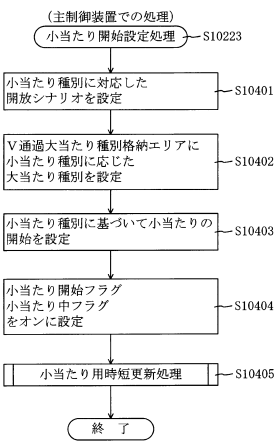 (主制御装置での処理)
小当たり開始設定処理
S10223
小当たり種別に対応した
開放シナリオを設定
S10401
V通過大当たり種別格納エリアに
小当たり種別に応じた
大当たり種別を設定
S10402
小当たり種別に基づいて小当たりの
開始を設定
S10403
小当たり開始フラグ
小当たり中フラグ
をオンに設定
S10404
小当たり用時短更新処理
S10405
終 了